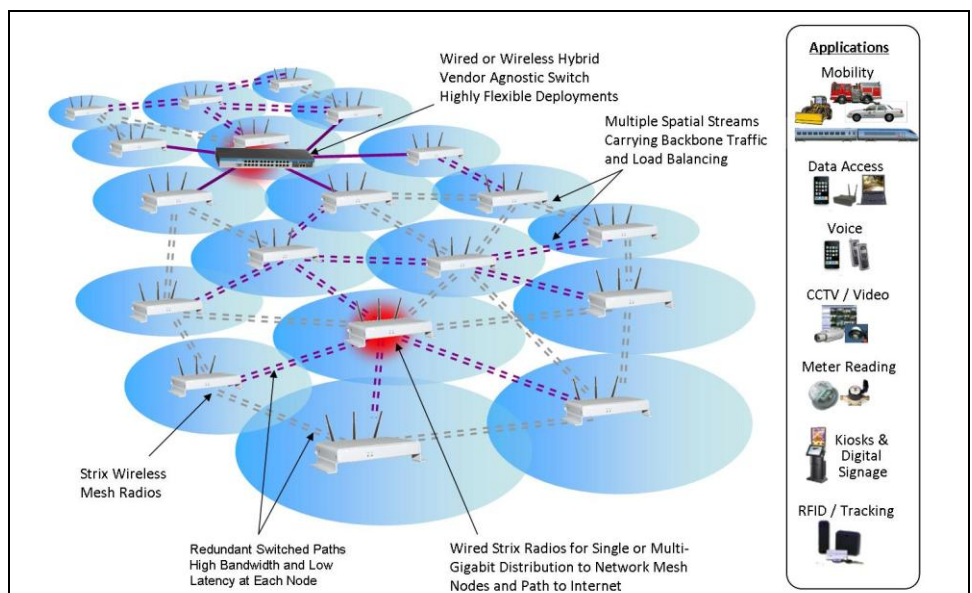 Wired or Wireless Hybrid
Vendor Agnostic Switch
Highly Flexible Deployments
Multiple Spatial Streams
Carrying Backbone Traffic
and Load Balancing
Strix Wireless
Mesh Radios
Redundant Switched Paths
High Bandwidth and Low
Latency at Each Node
Wired Strix Radios for Single or Multi-
Gigabit Distribution to Network Mesh
Nodes and Path to Internet
Applications
Mobility
Data Access
Voice
CCTV / Video
Meter Reading
Kiosks &
Digital
Signage
RFID / Tracking